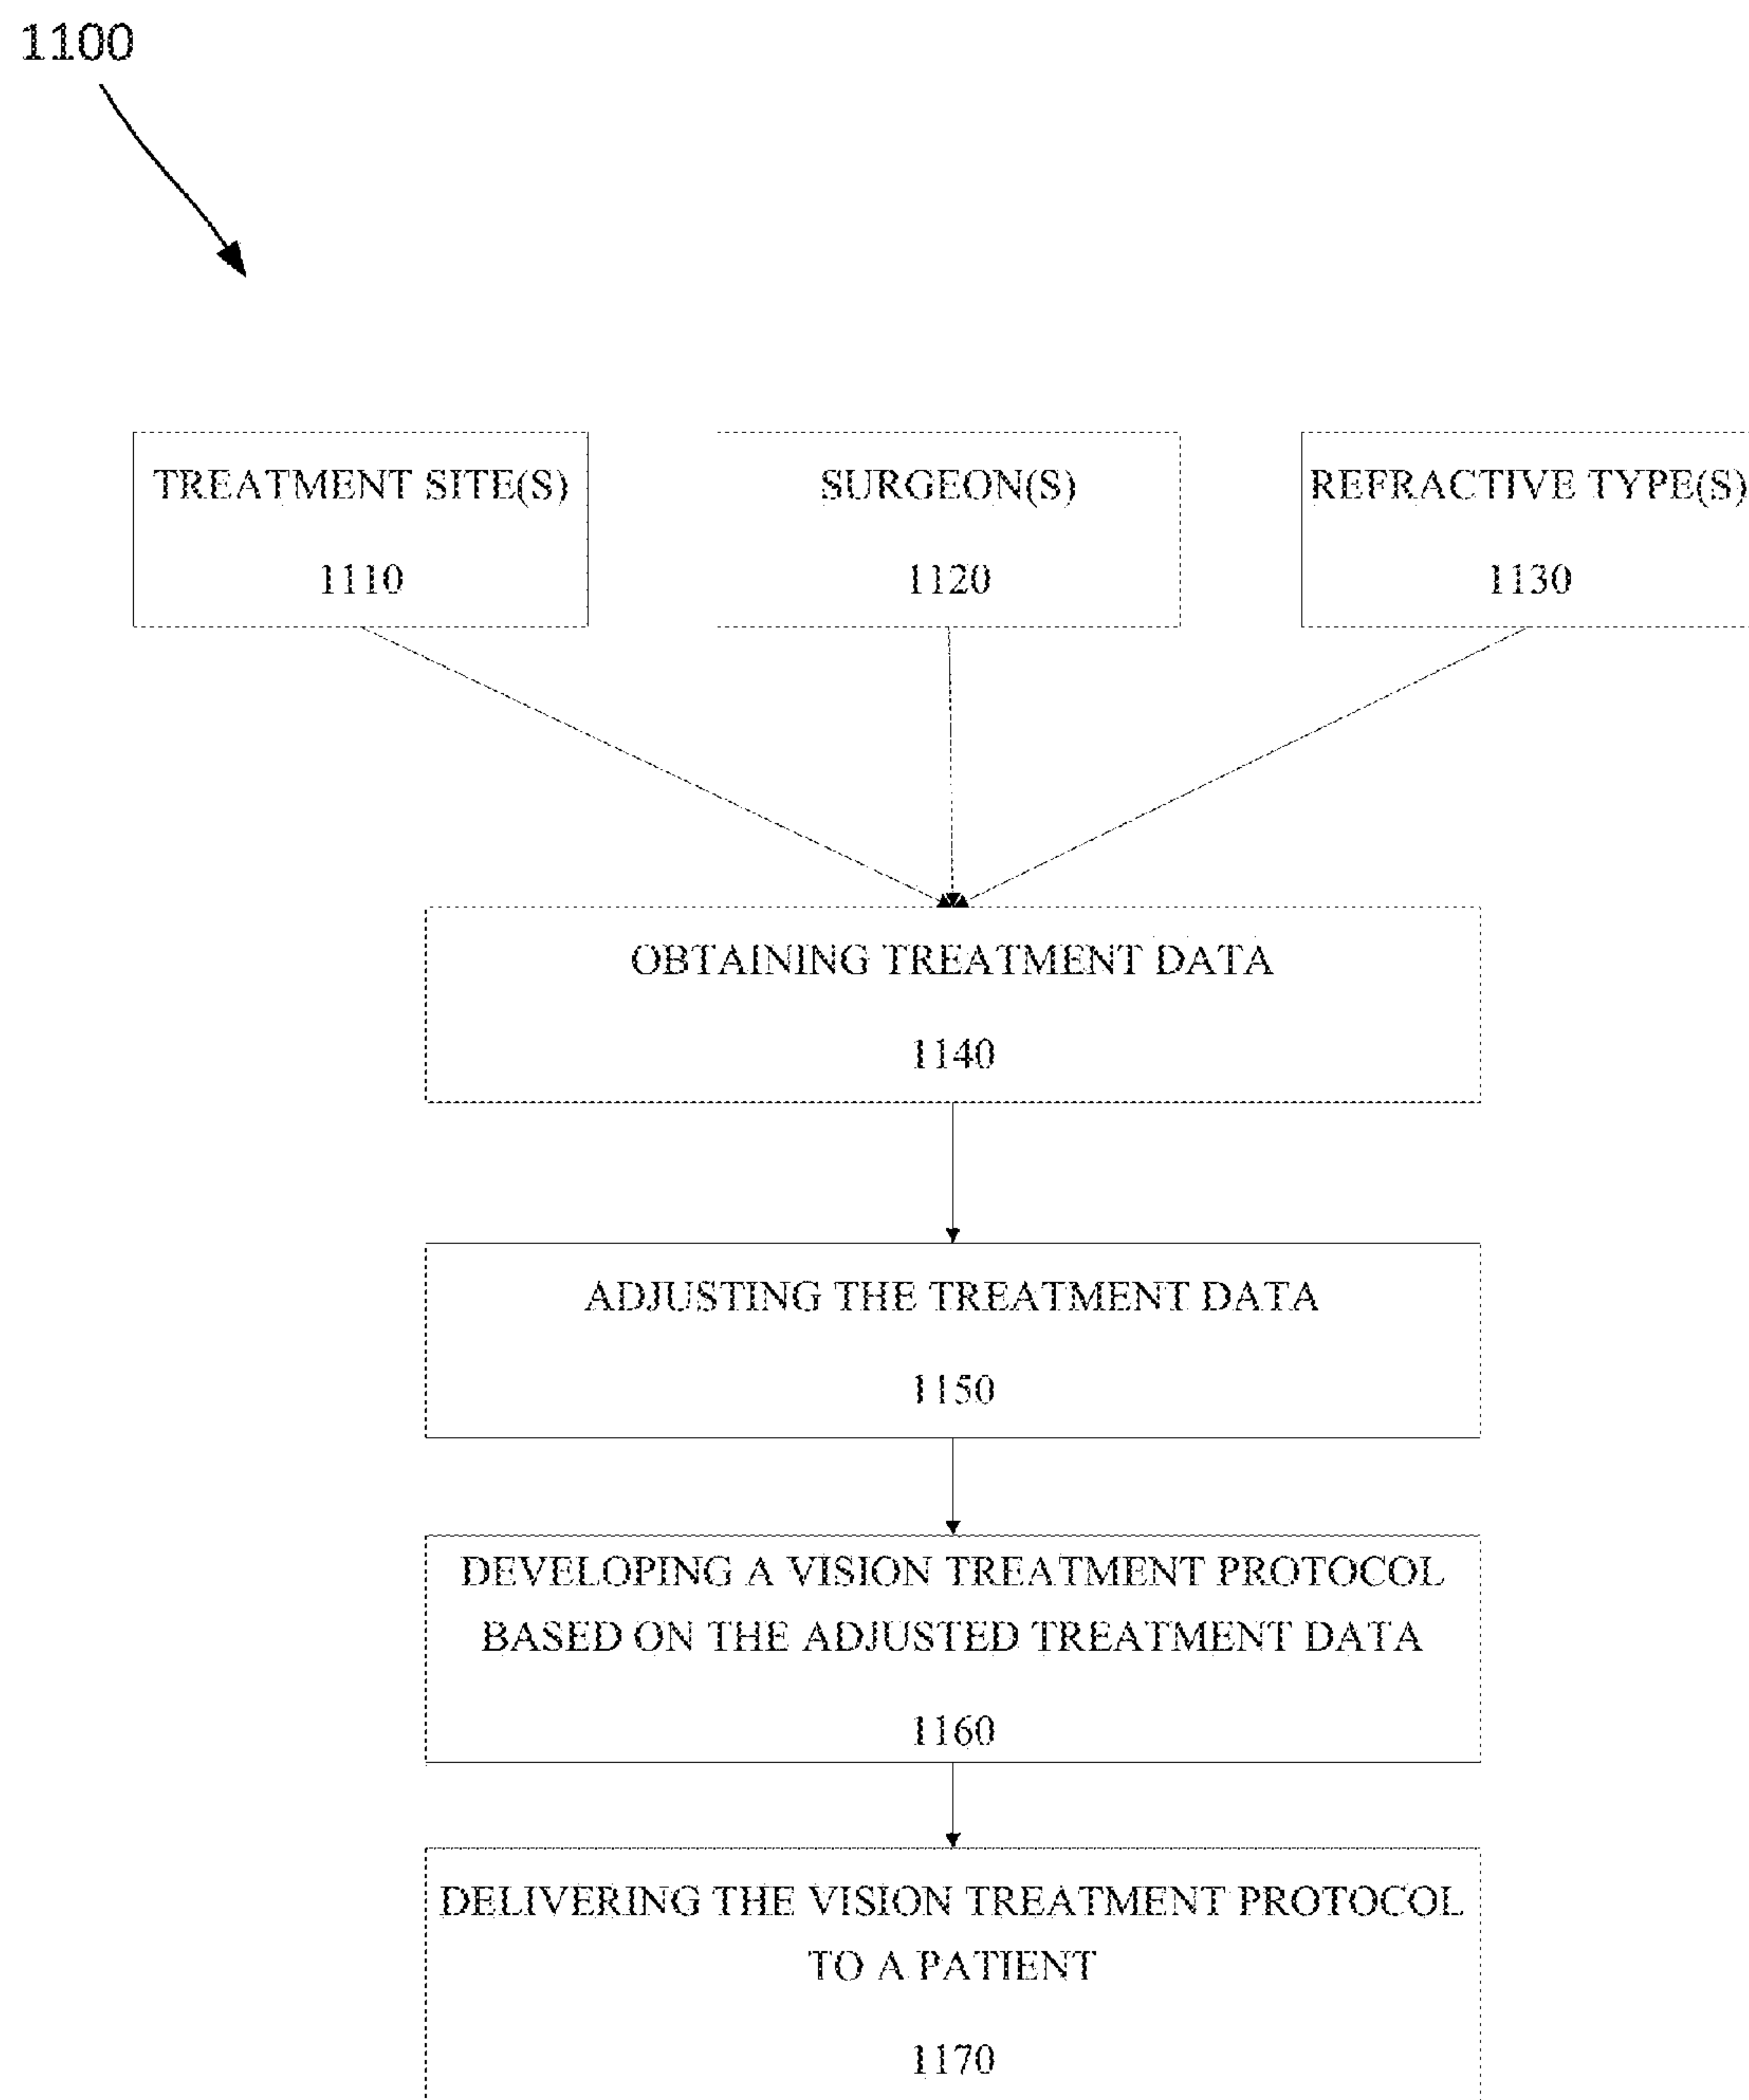 1100
TREATMENT SITE(S)
1110
SURGEON(S)
1120
REFRACTIVE TYPE(S)
1130
OBTAINING TREATMENT DATA
1140
ADJUSTING THE TREATMENT DATA
1150
DEVELOPING A VISION TREATMENT PROTOCOL
BASED ON THE ADJUSTED TREATMENT DATA
1160
DELIVERING THE VISION TREATMENT PROTOCOL
TO A PATIENT
1170